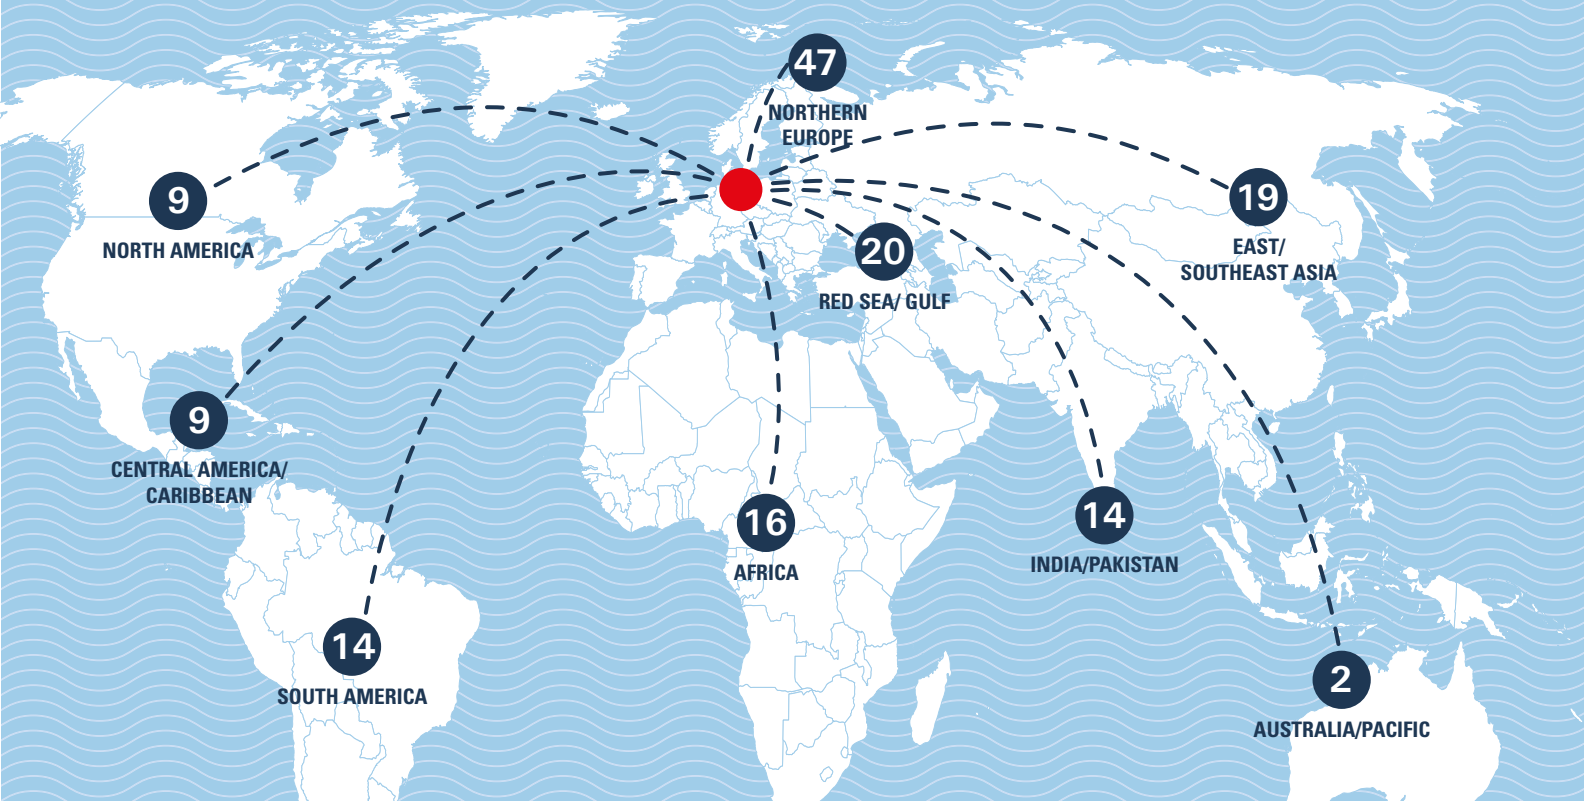 47
NORTHERN
EUROPE
9
NORTH AMERICA
19
EAST/
SOUTHEAST ASIA
20
RED SEA/ GULF
9
CENTRAL AMERICA/
CARIBBEAN
16
AFRICA
14
INDIA/PAKISTAN
14
SOUTH AMERICA
2
AUSTRALIA/PACIFIC